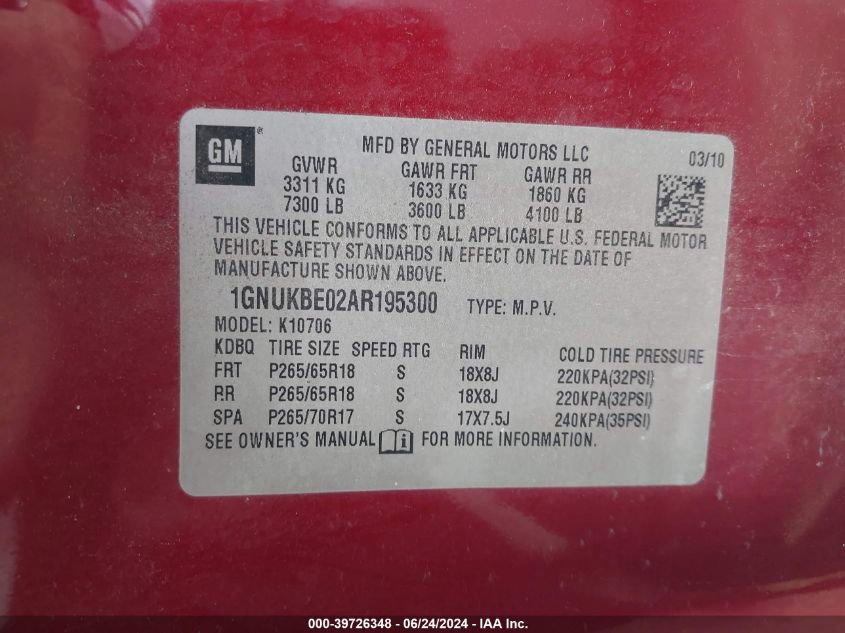 GM ®
MFD BY GENERAL MOTORS LLC 03/10
GVWR GAWR FRT GAWR RR
3311 KG 1633 KG 1860 KG
7300 LB 3600 LB 4100 LB
THIS VEHICLE CONFORMS TO ALL APPLICABLE U.S. FEDERAL MOTOR
VEHICLE SAFETY STANDARDS IN EFFECT ON THE DATE OF
MANUFACTURE SHOWN ABOVE.
1GNUKBE02AR195300 TYPE: M.P.V.
MODEL: K10706
KDBQ TIRE SIZE SPEED RTG RIM COLD TIRE PRESSURE
FRT P265/65R18 S 18X8J 220KPA(32PSI)
RR P265/65R18 S 18X8J 220KPA(32PSI)
SPA P265/70R17 S 17X7.5J 240KPA(35PSI)
SEE OWNER'S MANUAL i FOR MORE INFORMATION.
000-39726348 - 06/24/2024 - IAA Inc.